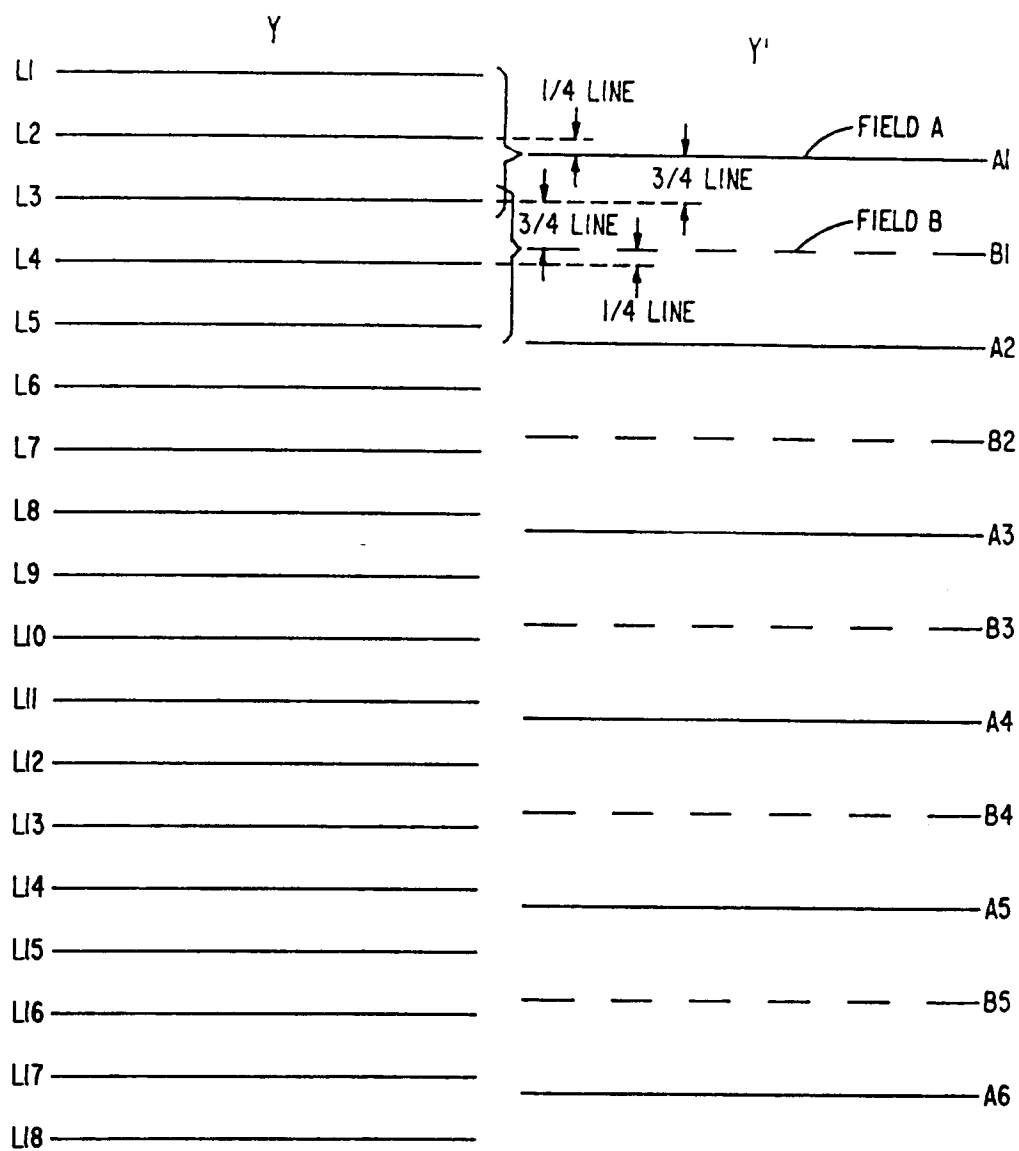 Y
Y'
L1
1/4 LINE
L2
FIELD A
A1
3/4 LINE
L3
3/4 LINE
FIELD B
L4
B1
1/4 LINE
L5
A2
L6
L7
B2
L8
A3
L9
L10
B3
L11
A4
L12
L13
B4
L14
A5
L15
L16
B5
L17
A6
L18